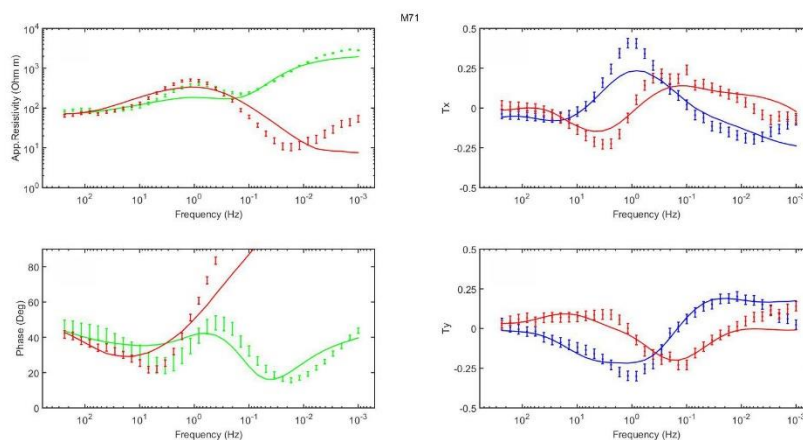 M71
10^4
10^3
10^2
10^1
10^0
App.Resistivity (Ohm m)
10^2 10^1 10^0 10^-1 10^-2 10^-3
Frequency (Hz)
0.5
0.25
0
-0.25
-0.5
Tx
10^2 10^1 10^0 10^-1 10^-2 10^-3
Frequency (Hz)
80
60
40
20
0
Phase (Deg)
10^2 10^1 10^0 10^-1 10^-2 10^-3
Frequency (Hz)
0.5
0.25
0
-0.25
-0.5
Ty
10^2 10^1 10^0 10^-1 10^-2 10^-3
Frequency (Hz)